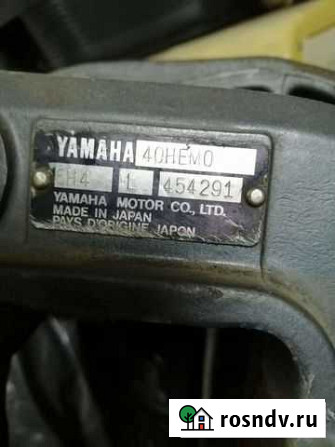 YAMAHA 40HEMO
6H4 L 454291
YAMAHA MOTOR CO., LTD.
MADE IN JAPAN
PAYS D'ORIGINE JAPON
rosndv.ru